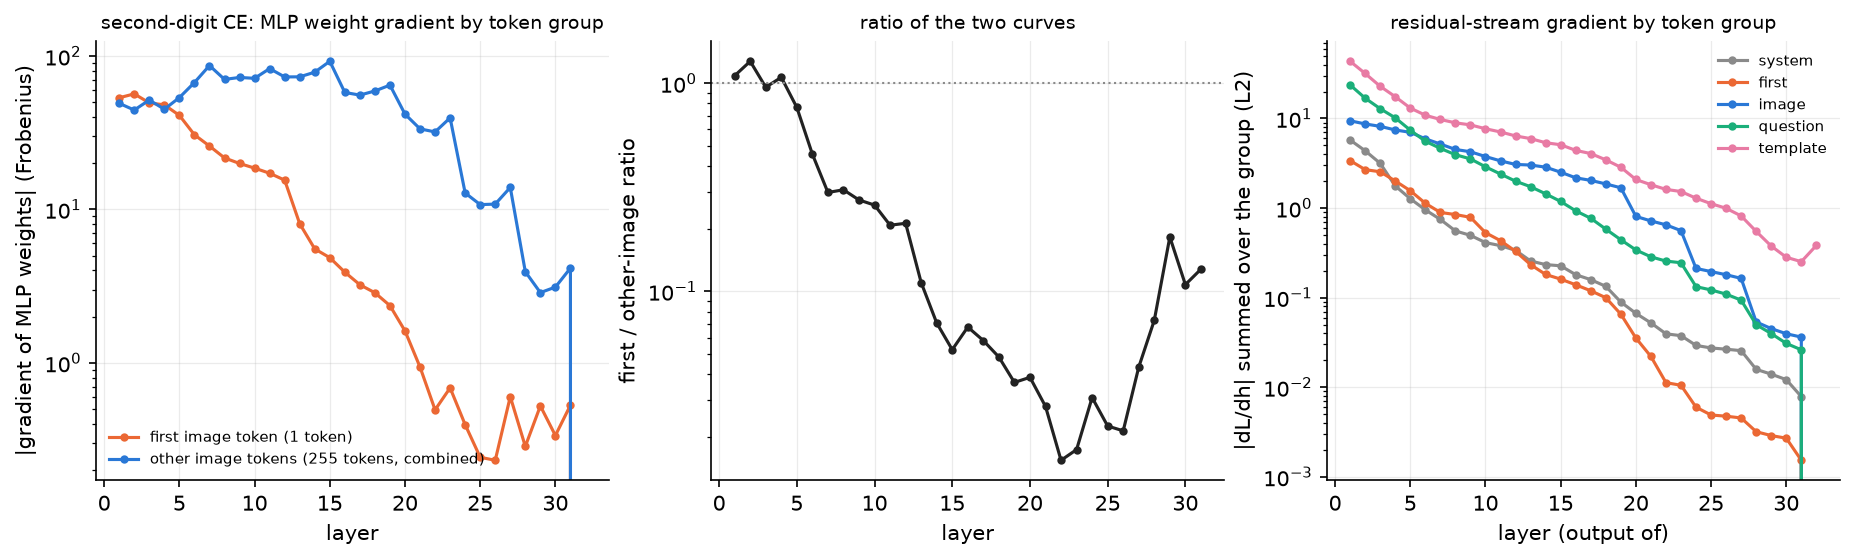 second-digit CE: MLP weight gradient by token group
|gradient of MLP weights| (Frobenius)
10²
10¹
10⁰
first image token (1 token)
other image tokens (255 tokens, combined)
0 5 10 15 20 25 30
layer
ratio of the two curves
first / other-image ratio
10⁰
10⁻¹
0 5 10 15 20 25 30
layer
residual-stream gradient by token group
|dL/dh| summed over the group (L2)
10¹
10⁰
10⁻¹
10⁻²
10⁻³
system
first
image
question
template
0 5 10 15 20 25 30
layer (output of)